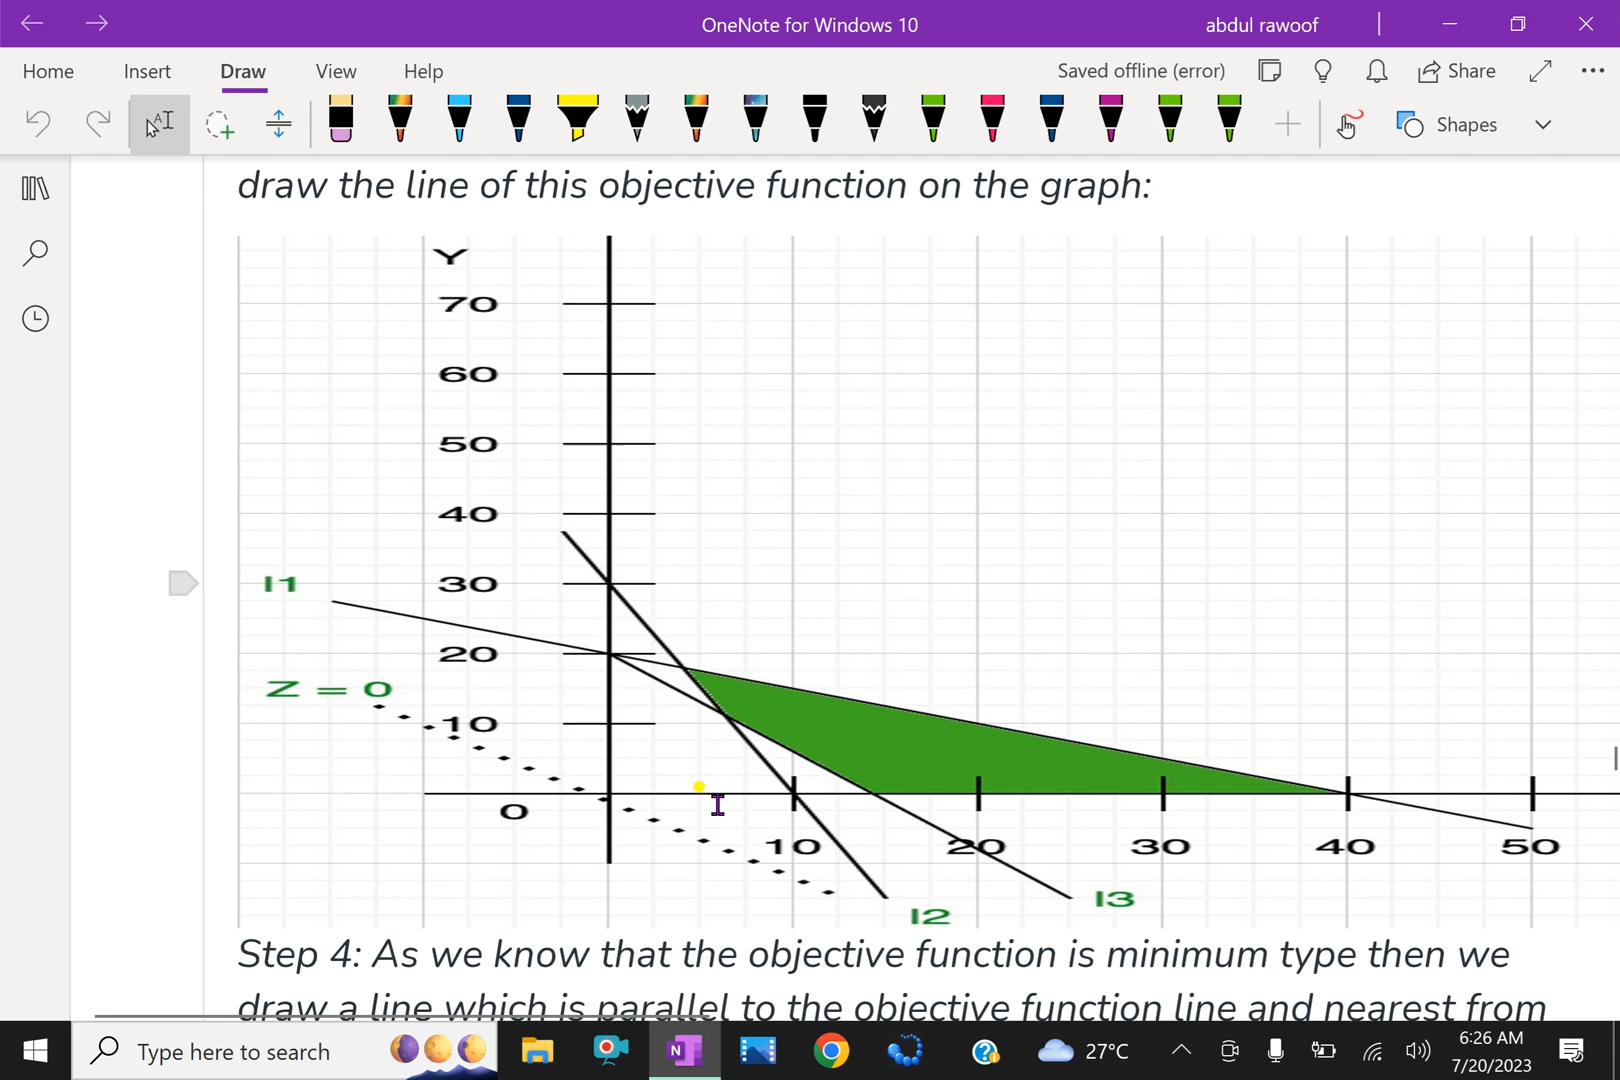 OneNote for Windows 10
abdul rawoof
Home Insert Draw View Help
Saved offline (error)
Share
Shapes
draw the line of this objective function on the graph:
Y
70
60
50
40
l1 30
20
Z = 0
10
0
10 20 30 40 50
l2
l3
Step 4: As we know that the objective function is minimum type then we
draw a line which is parallel to the objective function line and nearest from
Type here to search
27°C
6:26 AM
7/20/2023